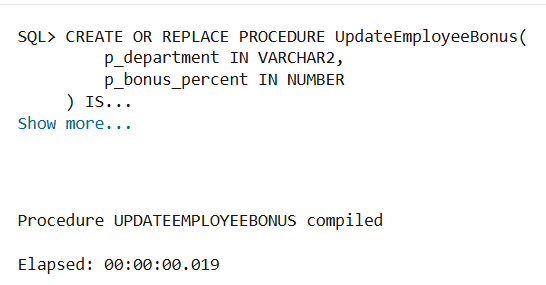 SQL> CREATE OR REPLACE PROCEDURE UpdateEmployeeBonus(
p_department IN VARCHAR2,
p_bonus_percent IN NUMBER
) IS...
Show more...
Procedure UPDATEEMPLOYEEBONUS compiled
Elapsed: 00:00:00.019